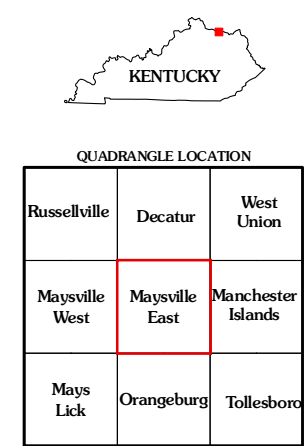 KENTUCKY
QUADRANGLE LOCATION
Russellville
Decatur
West
Union
Maysville
West
Maysville
East
Manchester
Islands
Mays
Lick
Orangeburg
Tollesboro